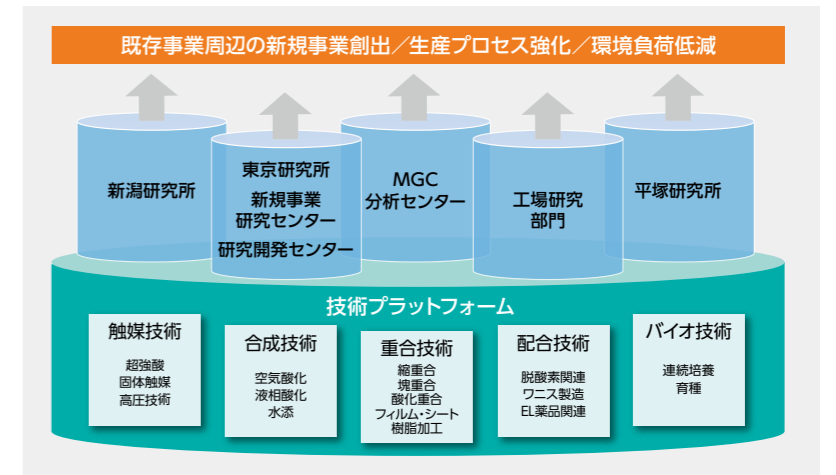 既存事業周辺の新規事業創出／生産プロセス強化／環境負荷低減
新潟研究所
東京研究所
新規事業
研究センター
研究開発センター
MGC
分析センター
工場研究
部門
平塚研究所
技術プラットフォーム
触媒技術
超強酸
固体触媒
高圧技術
合成技術
空気酸化
液相酸化
水添
重合技術
縮重合
塊重合
酸化重合
フィルム・シート
樹脂加工
配合技術
脱酸素関連
ワニス製造
EL薬品関連
バイオ技術
連続培養
育種